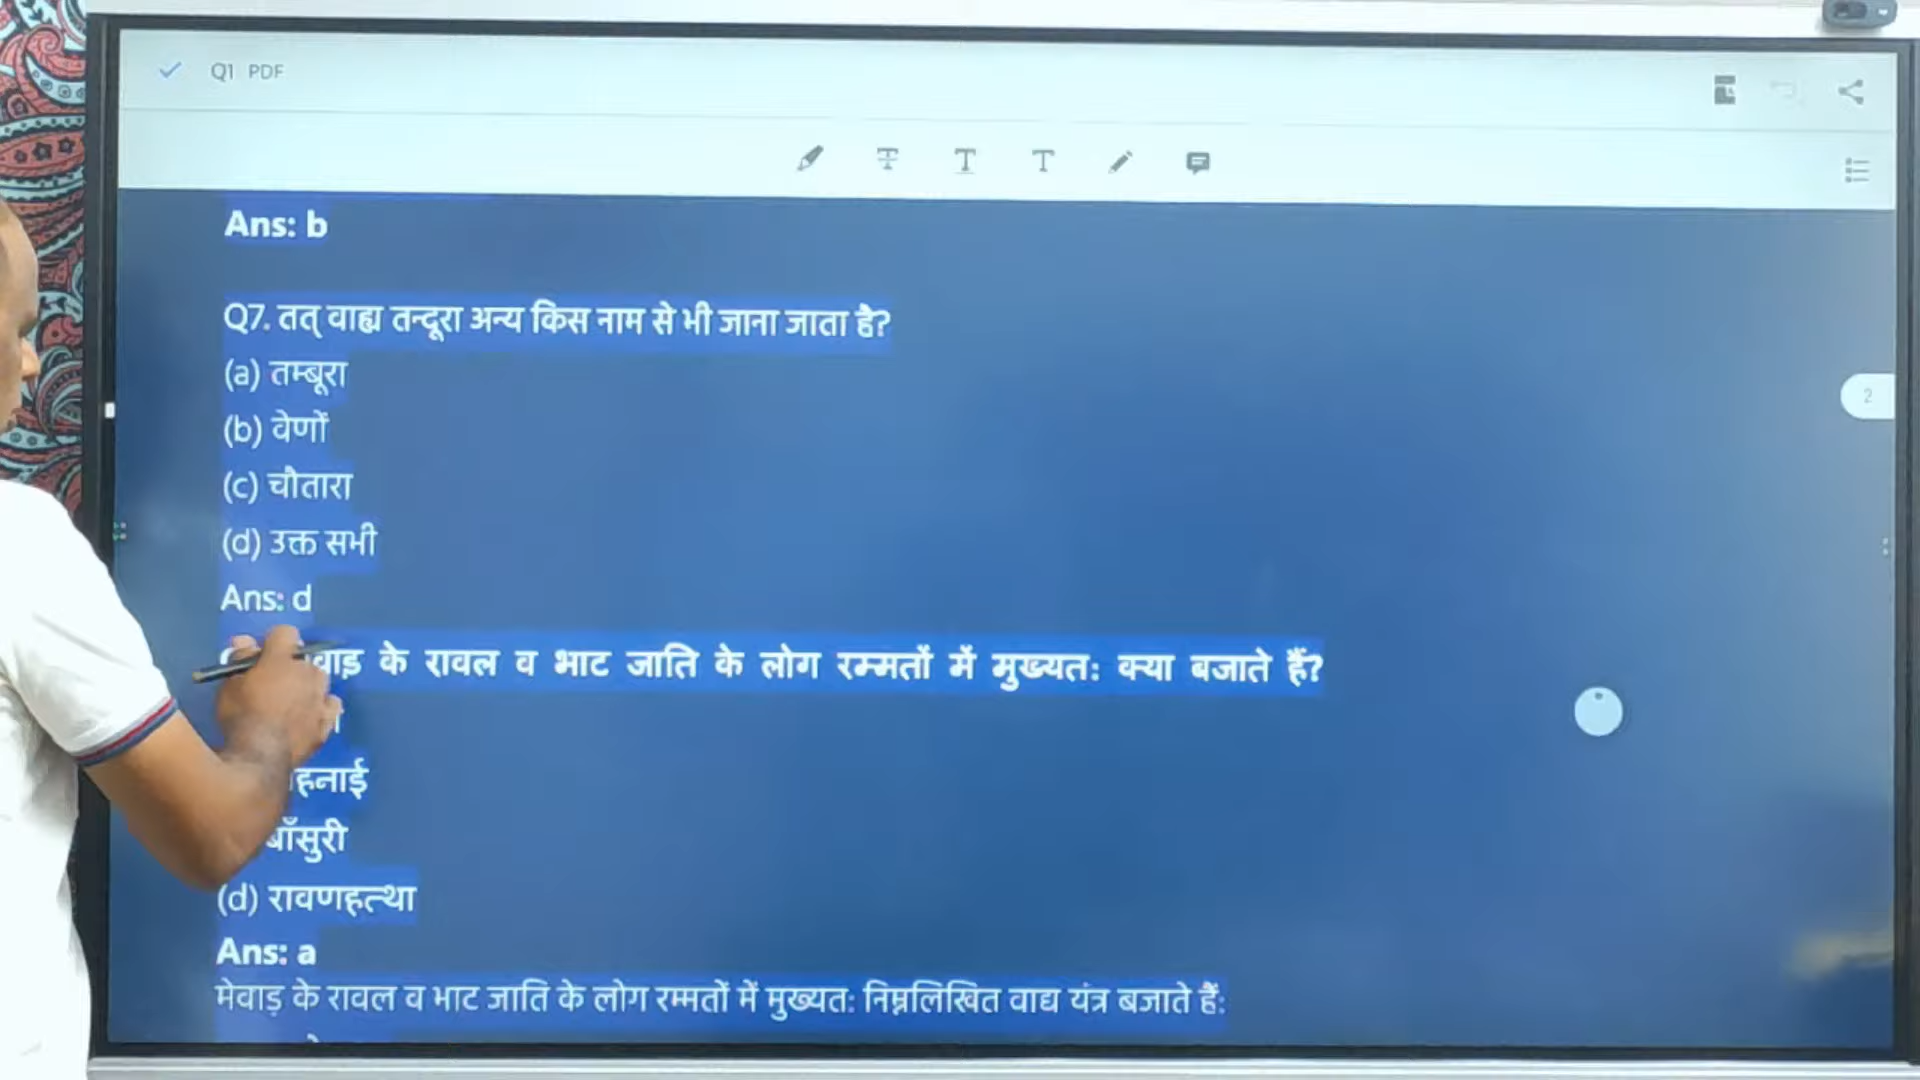 Q1 PDF
Ans: b
Q7. तत् वाह्य तन्दूरा अन्य किस नाम से भी जाना जाता है?
(a) तम्बूरा
(b) वेणों
(c) चौतारा
(d) उक्त सभी
2
Ans: d
के रावल व भाट जाति के लोग रम्मतों में मुख्यतः क्या बजाते हैं?
बाँसुरी
(d) रावणहत्था
Ans: a
मेवाड़ के रावल व भाट जाति के लोग रम्मतों में मुख्यतः निम्नलिखित वाद्य यंत्र बजाते हैं: